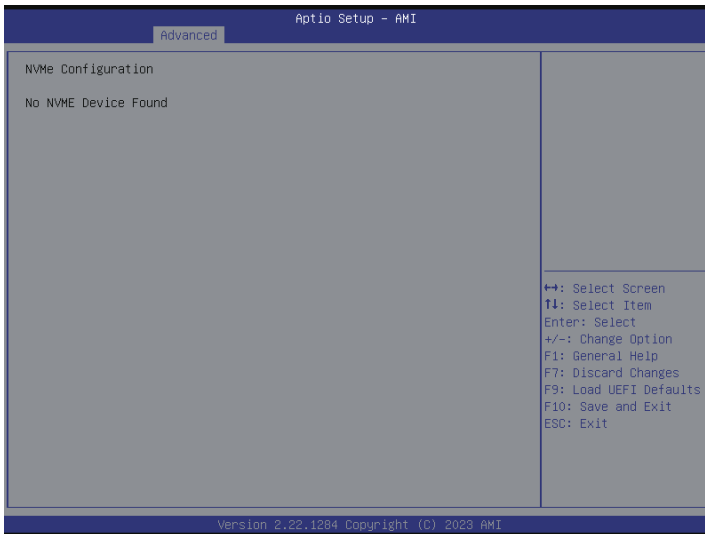 Aptio Setup – AMI
Advanced
NVMe Configuration
No NVME Device Found
↔: Select Screen
↑↓: Select Item
Enter: Select
+/-: Change Option
F1: General Help
F7: Discard Changes
F9: Load UEFI Defaults
F10: Save and Exit
ESC: Exit
Version 2.22.1284 Copyright (C) 2023 AMI